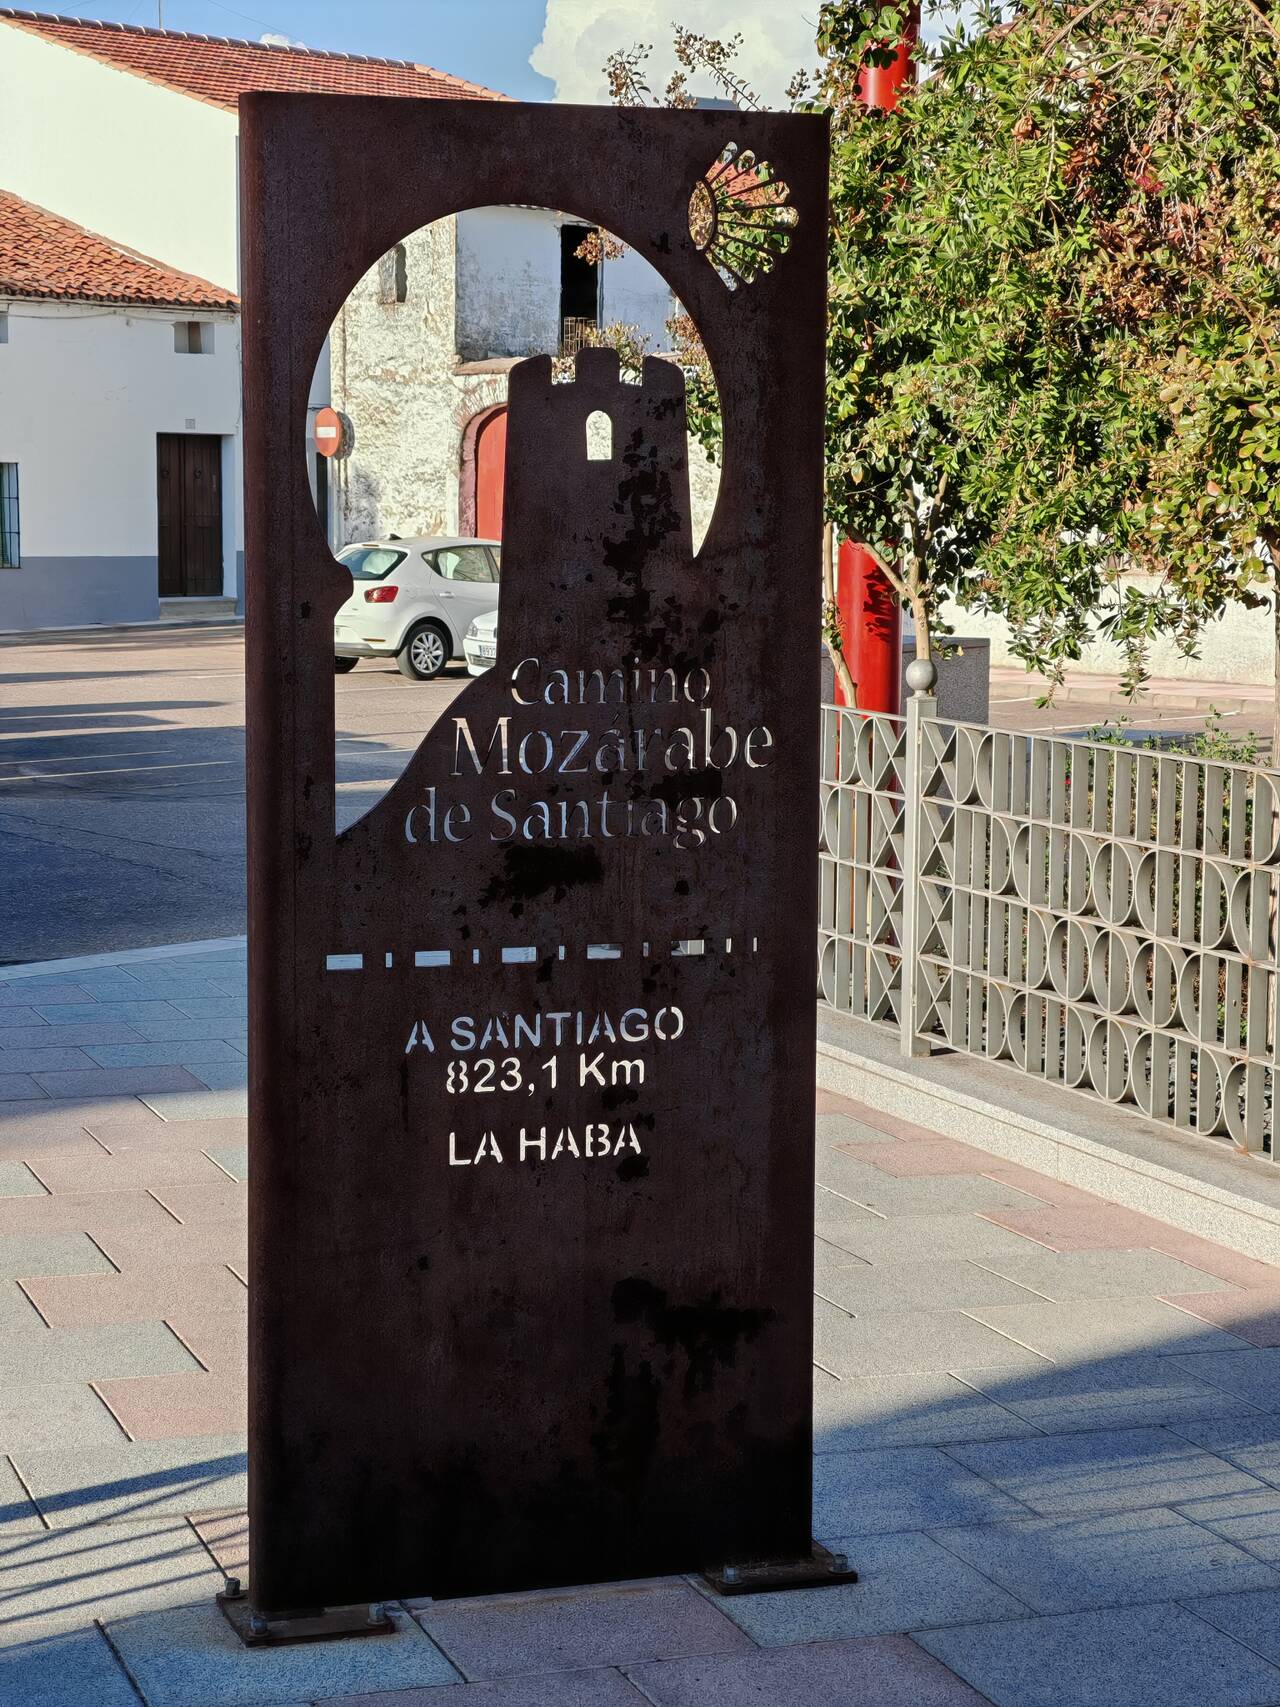 Camino
Mozárabe
de Santiago
A SANTIAGO
823,1 Km
LA HABA